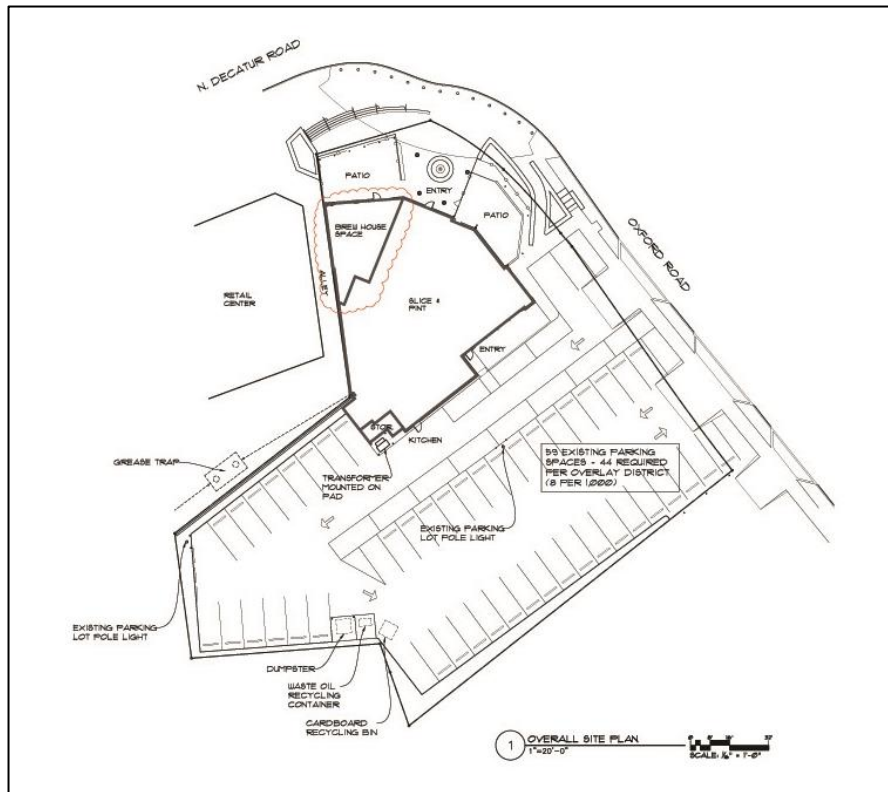 N. DECATUR ROAD
PATIO
ENTRY
PATIO
BREW HOUSE
SPACE
OXFORD ROAD
ALLEY
RETAIL
CENTER
SLICE &
PINT
ENTRY
STOR.
KITCHEN
GREASE TRAP
TRANSFORMER
MOUNTED ON
PAD
59 EXISTING PARKING
SPACES - 44 REQUIRED
PER OVERLAY DISTRICT
(8 PER 1,000)
EXISTING PARKING
LOT POLE LIGHT
EXISTING PARKING
LOT POLE LIGHT
DUMPSTER
WASTE OIL
RECYCLING
CONTAINER
CARDBOARD
RECYCLING BIN
1
OVERALL SITE PLAN
1"=20'-0"